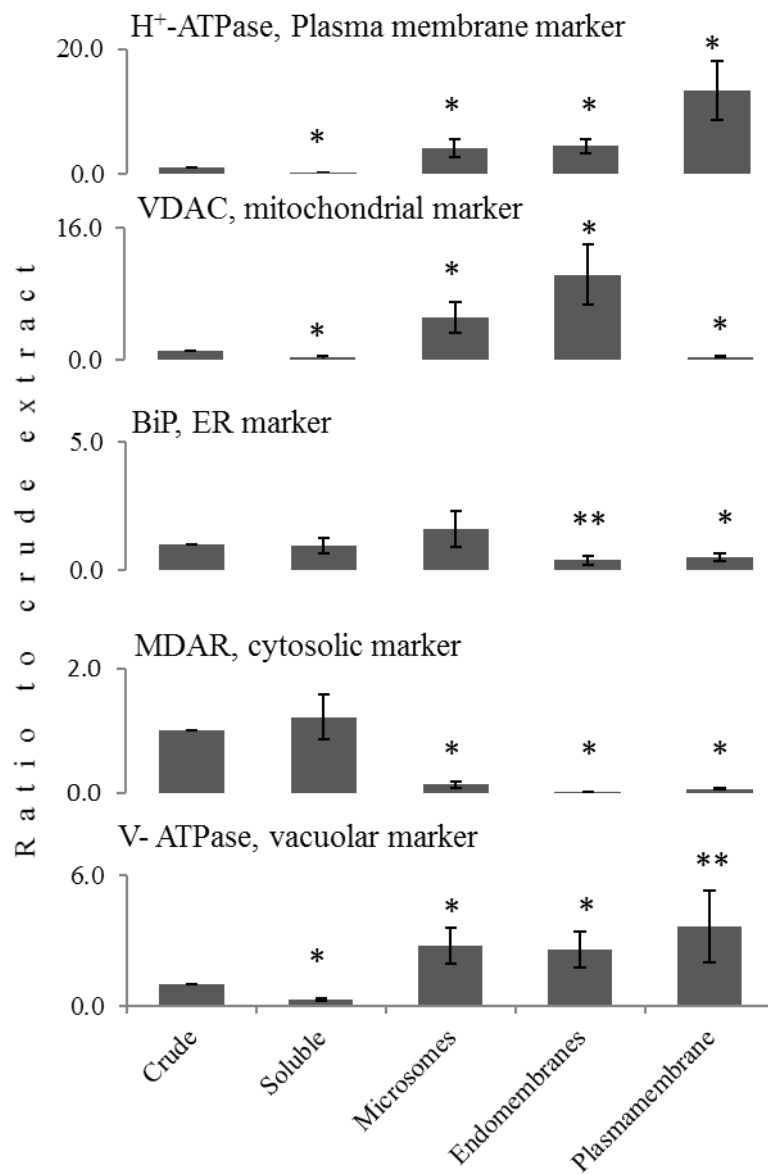 H⁺-ATPase, Plasma membrane marker
20.0
*
*
*
*
0.0
VDAC, mitochondrial marker
16.0
*
*
*
*
0.0
BiP, ER marker
5.0
**
*
0.0
MDAR, cytosolic marker
2.0
*
*
*
0.0
V- ATPase, vacuolar marker
6.0
**
*
*
*
0.0
Crude
Soluble
Microsomes
Endomembranes
Plasmamembrane
Ratio to crude extract